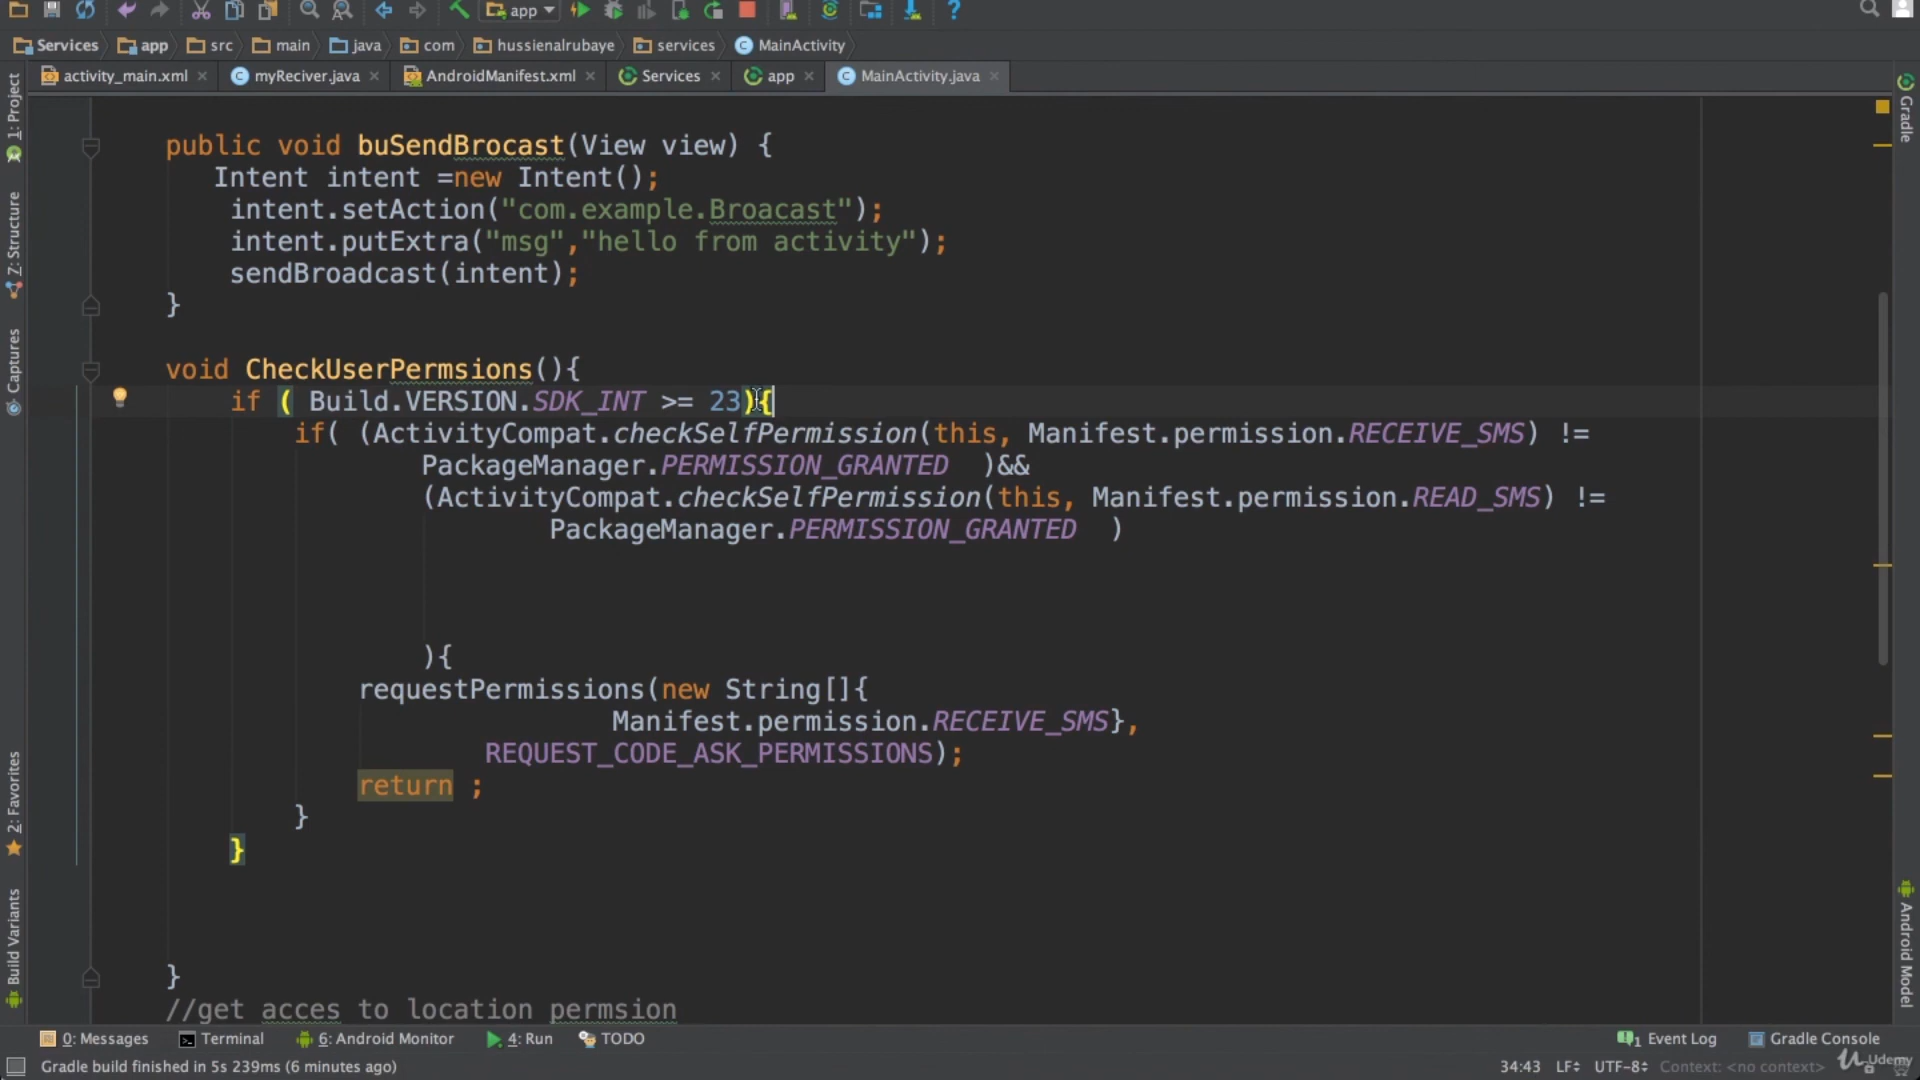 app
Services app src main java com hussienalrubaye services MainActivity
activity_main.xml myReciver.java AndroidManifest.xml Services app MainActivity.java
1: Project
Z: Structure
Captures
2: Favorites
Build Variants
public void buSendBrocast(View view) {
Intent intent =new Intent();
intent.setAction("com.example.Broacast");
intent.putExtra("msg","hello from activity");
sendBroadcast(intent);
}
void CheckUserPermsions(){
if ( Build.VERSION.SDK_INT >= 23){
if( (ActivityCompat.checkSelfPermission(this, Manifest.permission.RECEIVE_SMS) !=
PackageManager.PERMISSION_GRANTED )&&
(ActivityCompat.checkSelfPermission(this, Manifest.permission.READ_SMS) !=
PackageManager.PERMISSION_GRANTED )
){
requestPermissions(new String[]{
Manifest.permission.RECEIVE_SMS},
REQUEST_CODE_ASK_PERMISSIONS);
return ;
}
}
}
//get acces to location permsion
Gradle
Android Model
0: Messages Terminal 6: Android Monitor 4: Run TODO 1 Event Log Gradle Console
Gradle build finished in 5s 239ms (6 minutes ago) 34:43 LF UTF-8 Context: <no context>
Udemy